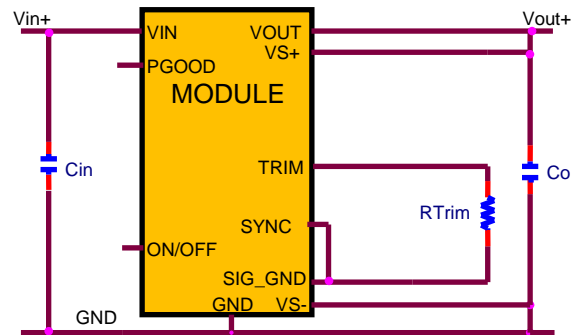 Vin+
Vout+
VIN
VOUT
VS+
PGOOD
MODULE
Cin
TRIM
Co
RTrim
SYNC
ON/OFF
SIG_GND
GND
GND
VS-